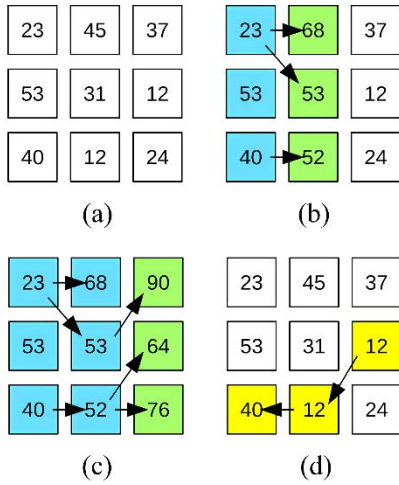 23 45 37
53 31 12
40 12 24
(a)
23 68 37
53 53 12
40 52 24
(b)
23 68 90
53 53 64
40 52 76
(c)
23 45 37
53 31 12
40 12 24
(d)